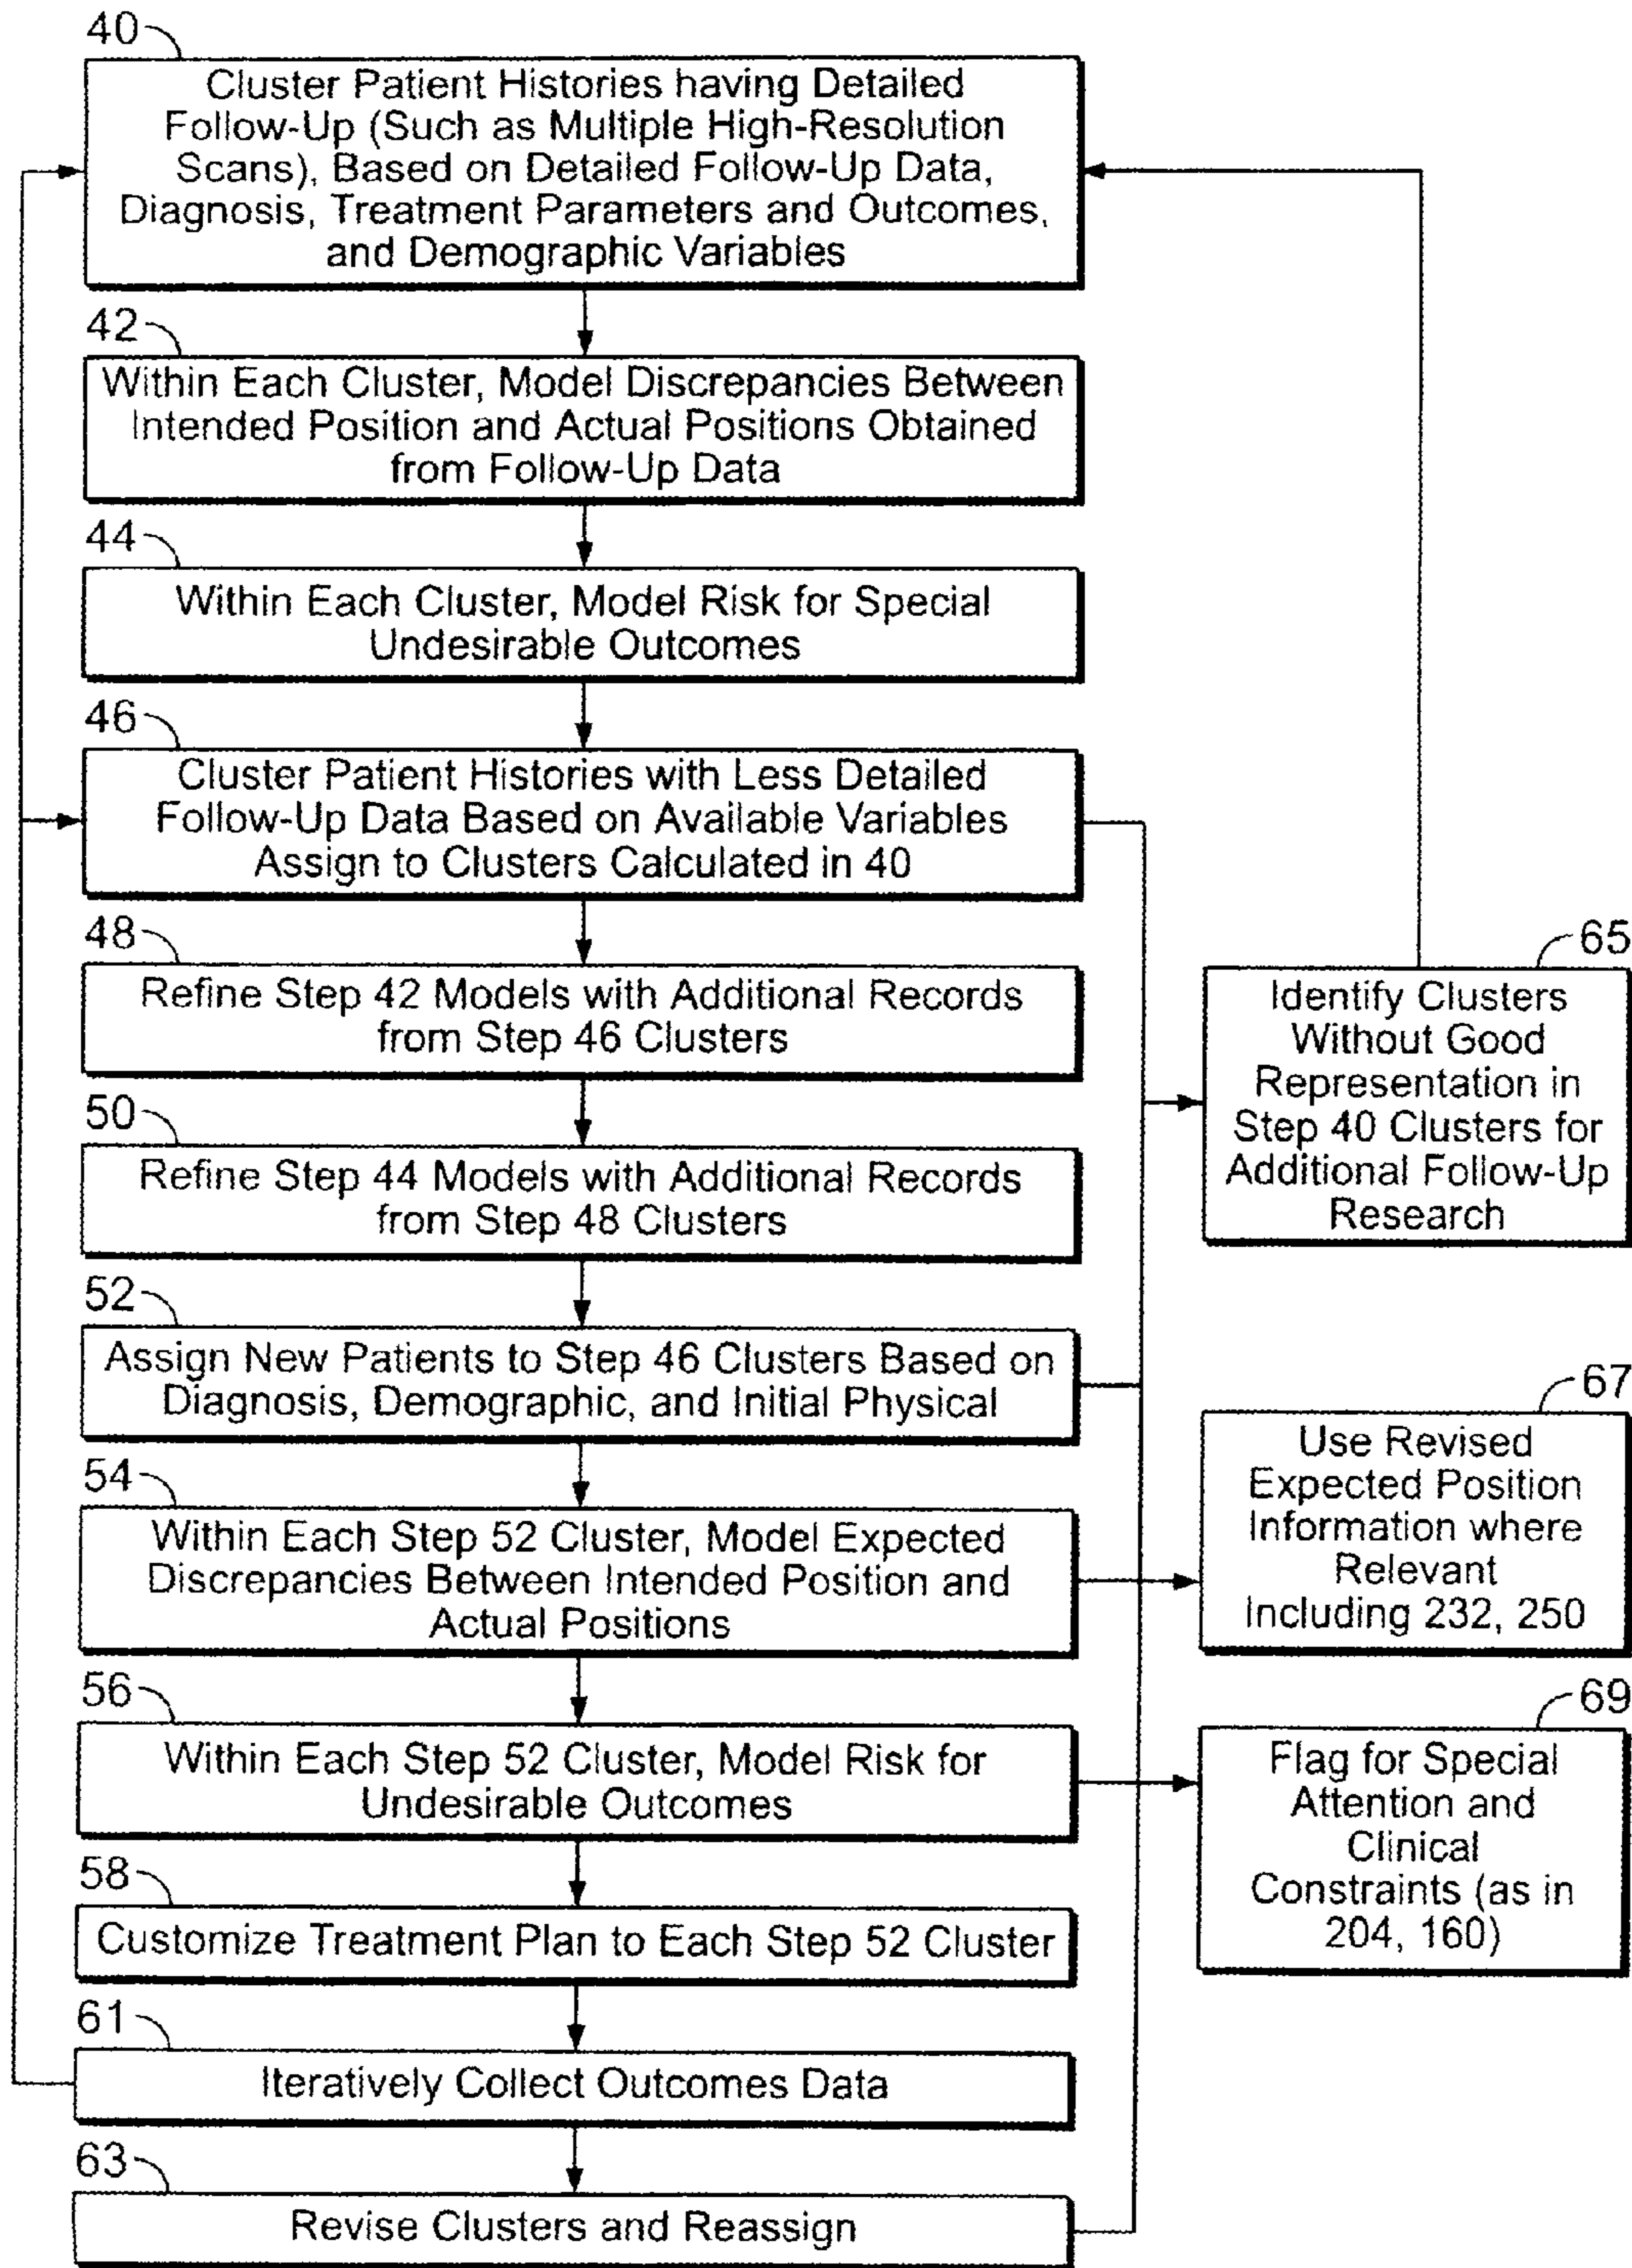 40
Cluster Patient Histories having Detailed
Follow-Up (Such as Multiple High-Resolution
Scans), Based on Detailed Follow-Up Data,
Diagnosis, Treatment Parameters and Outcomes,
and Demographic Variables
42
Within Each Cluster, Model Discrepancies Between
Intended Position and Actual Positions Obtained
from Follow-Up Data
44
Within Each Cluster, Model Risk for Special
Undesirable Outcomes
46
Cluster Patient Histories with Less Detailed
Follow-Up Data Based on Available Variables
Assign to Clusters Calculated in 40
48
Refine Step 42 Models with Additional Records
from Step 46 Clusters
50
Refine Step 44 Models with Additional Records
from Step 48 Clusters
52
Assign New Patients to Step 46 Clusters Based on
Diagnosis, Demographic, and Initial Physical
54
Within Each Step 52 Cluster, Model Expected
Discrepancies Between Intended Position and
Actual Positions
56
Within Each Step 52 Cluster, Model Risk for
Undesirable Outcomes
58
Customize Treatment Plan to Each Step 52 Cluster
61
Iteratively Collect Outcomes Data
63
Revise Clusters and Reassign
65
Identify Clusters
Without Good
Representation in
Step 40 Clusters for
Additional Follow-Up
Research
67
Use Revised
Expected Position
Information where
Relevant
Including 232, 250
69
Flag for Special
Attention and
Clinical
Constraints (as in
204, 160)